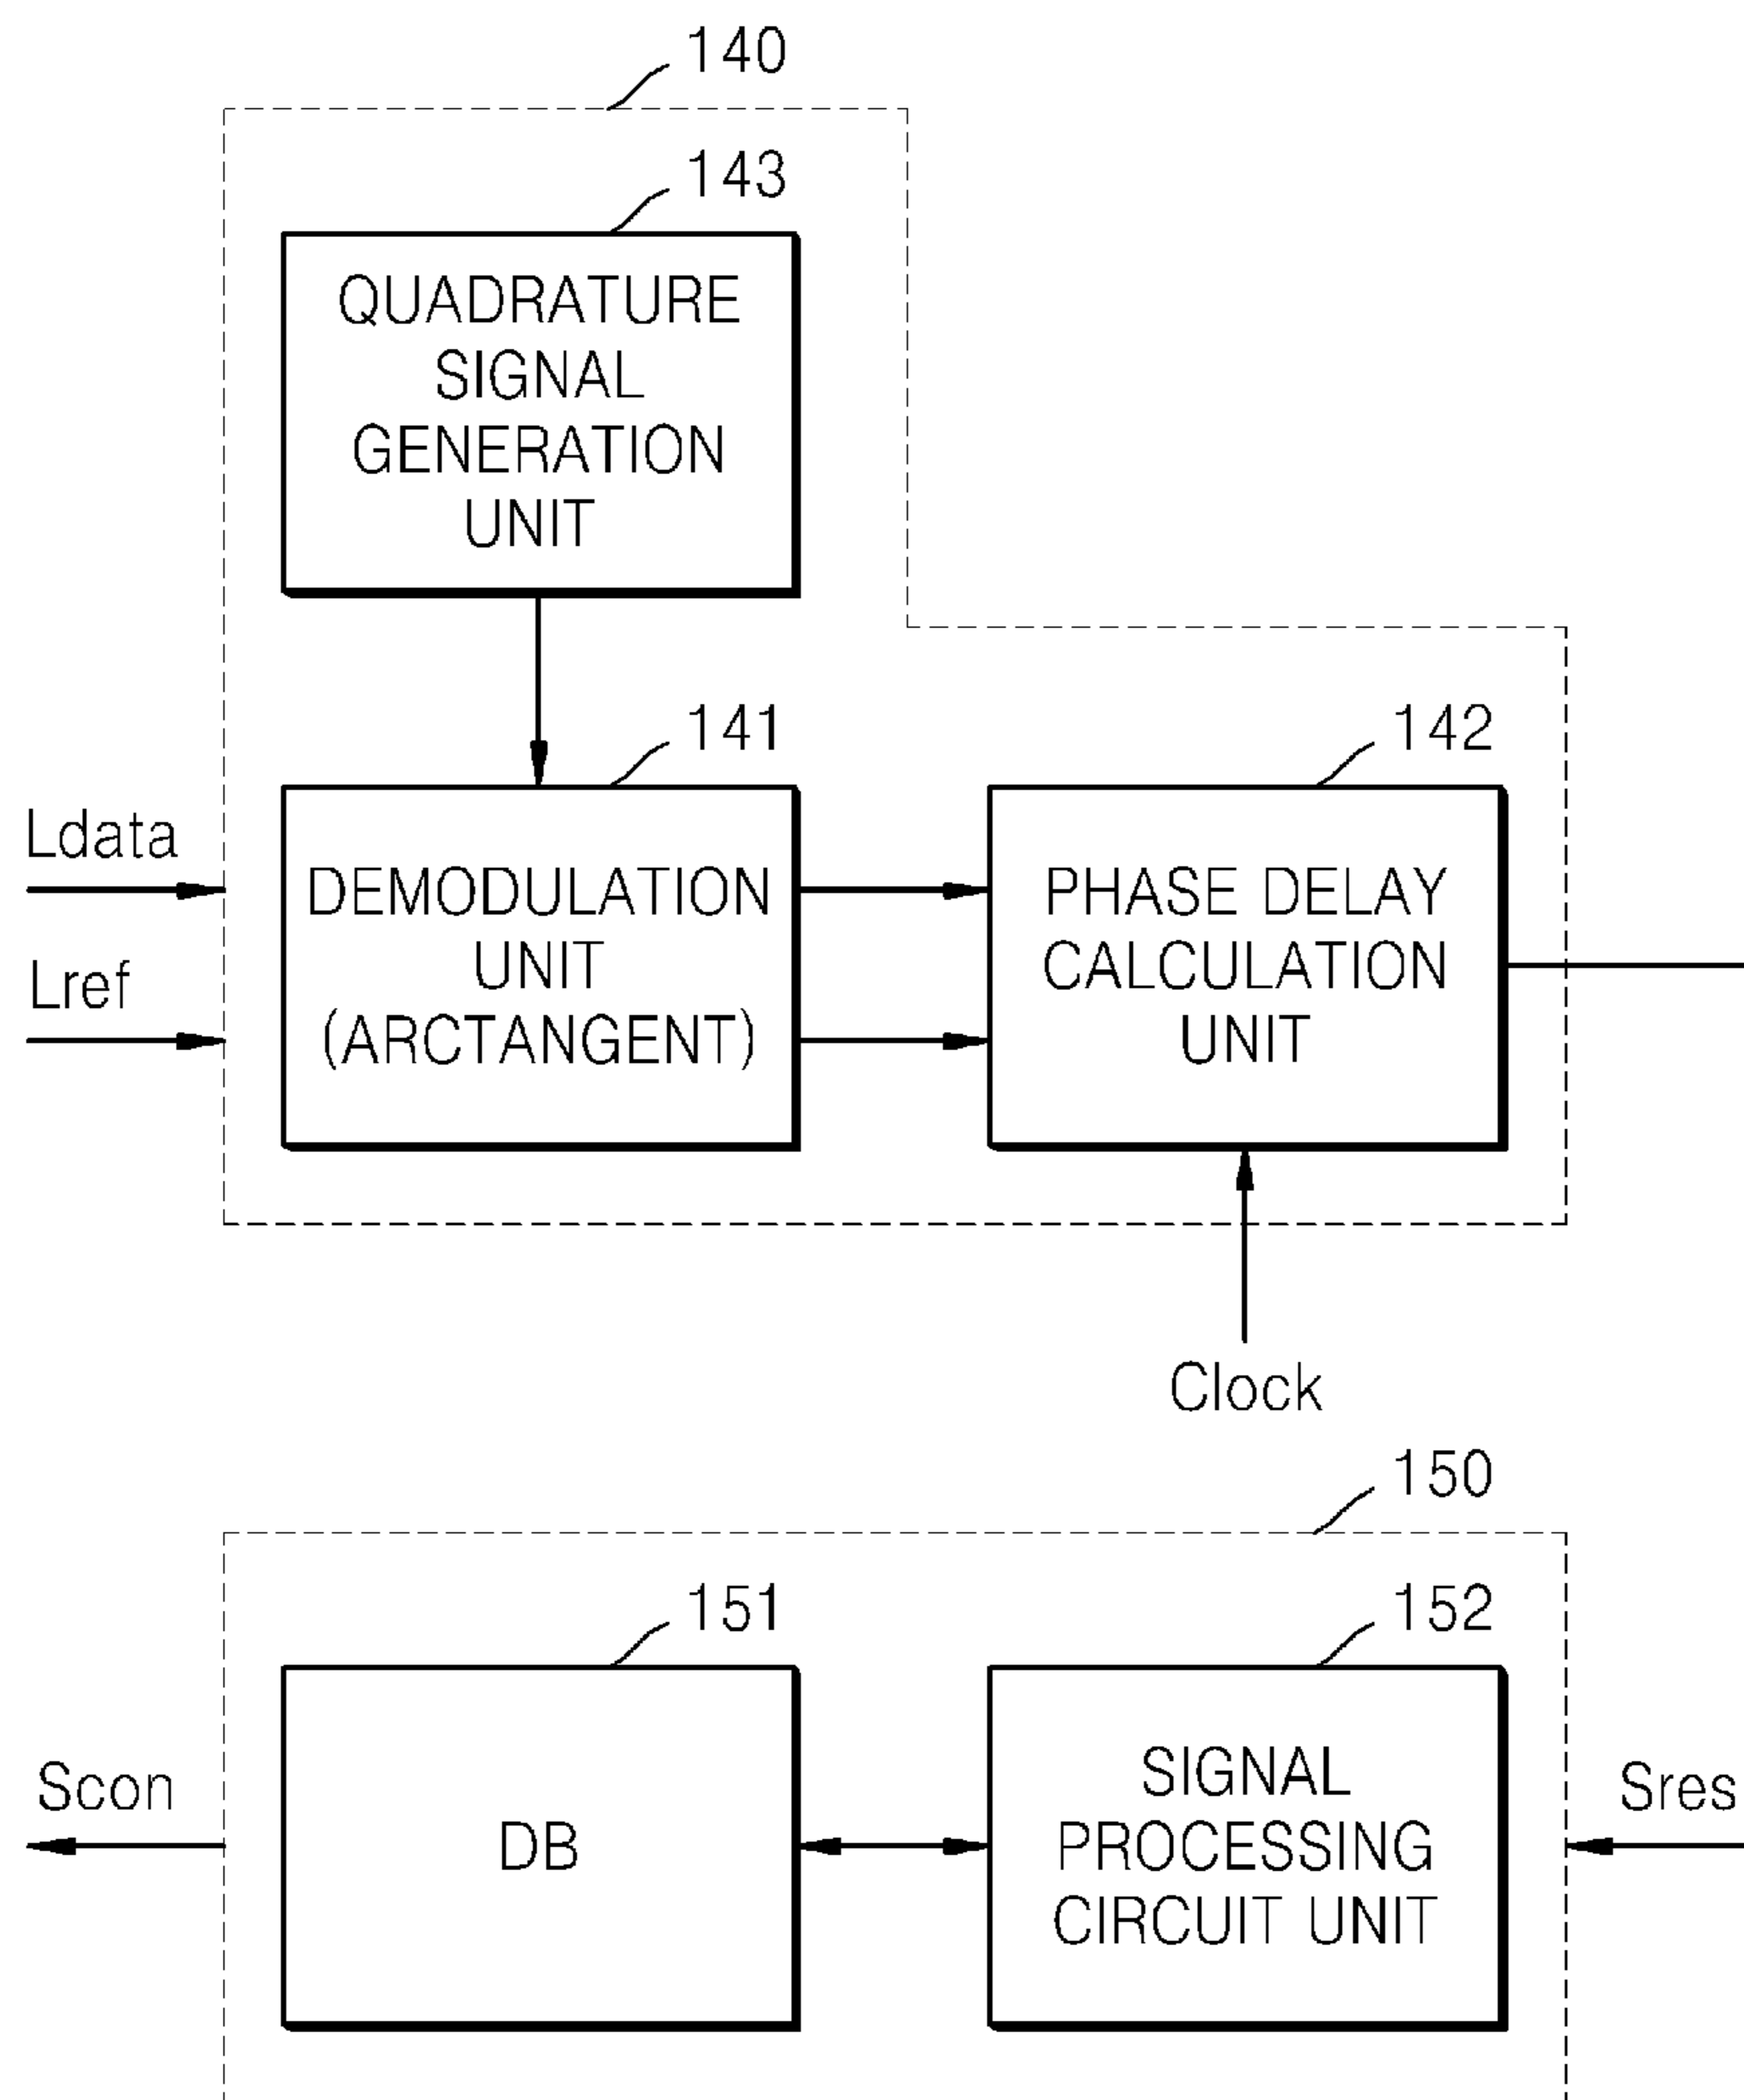 140
143
QUADRATURE
SIGNAL
GENERATION
UNIT
141
142
Ldata
Lref
DEMODULATION
UNIT
(ARCTANGENT)
PHASE DELAY
CALCULATION
UNIT
Clock
150
151
152
Scon
DB
SIGNAL
PROCESSING
CIRCUIT UNIT
Sres